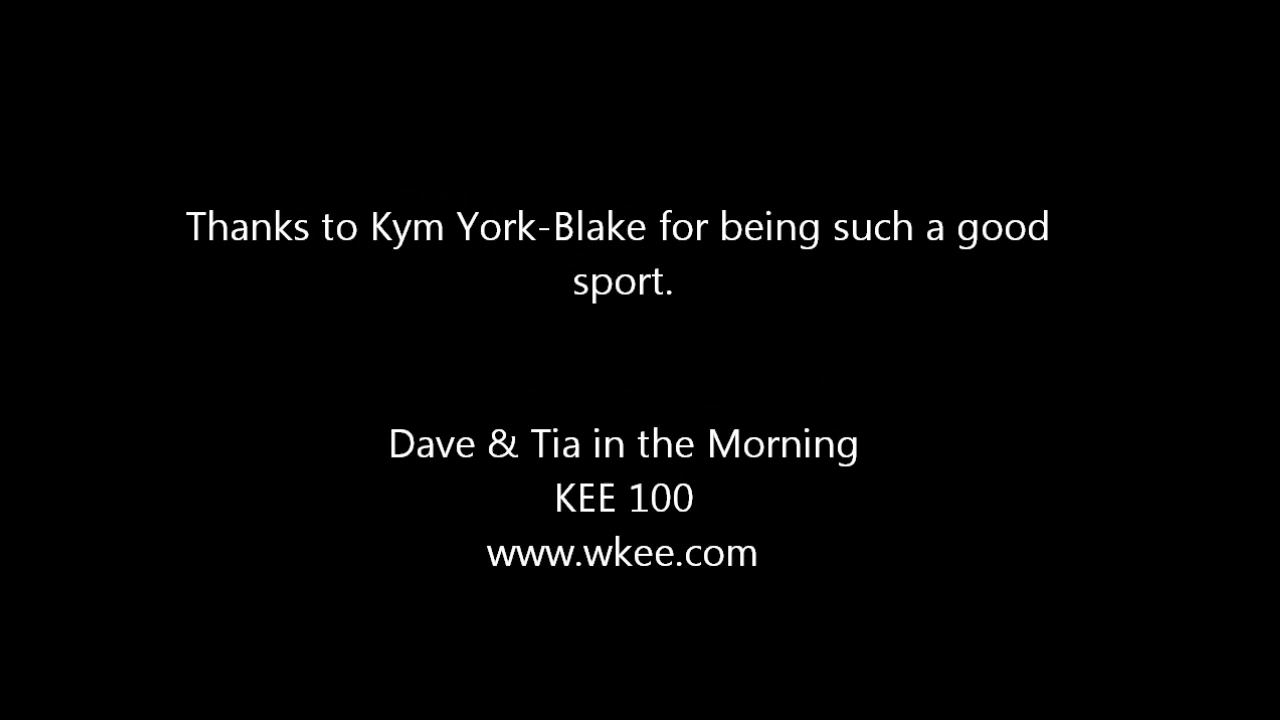 Thanks to Kym York-Blake for being such a good
sport.
Dave & Tia in the Morning
KEE 100
www.wkee.com